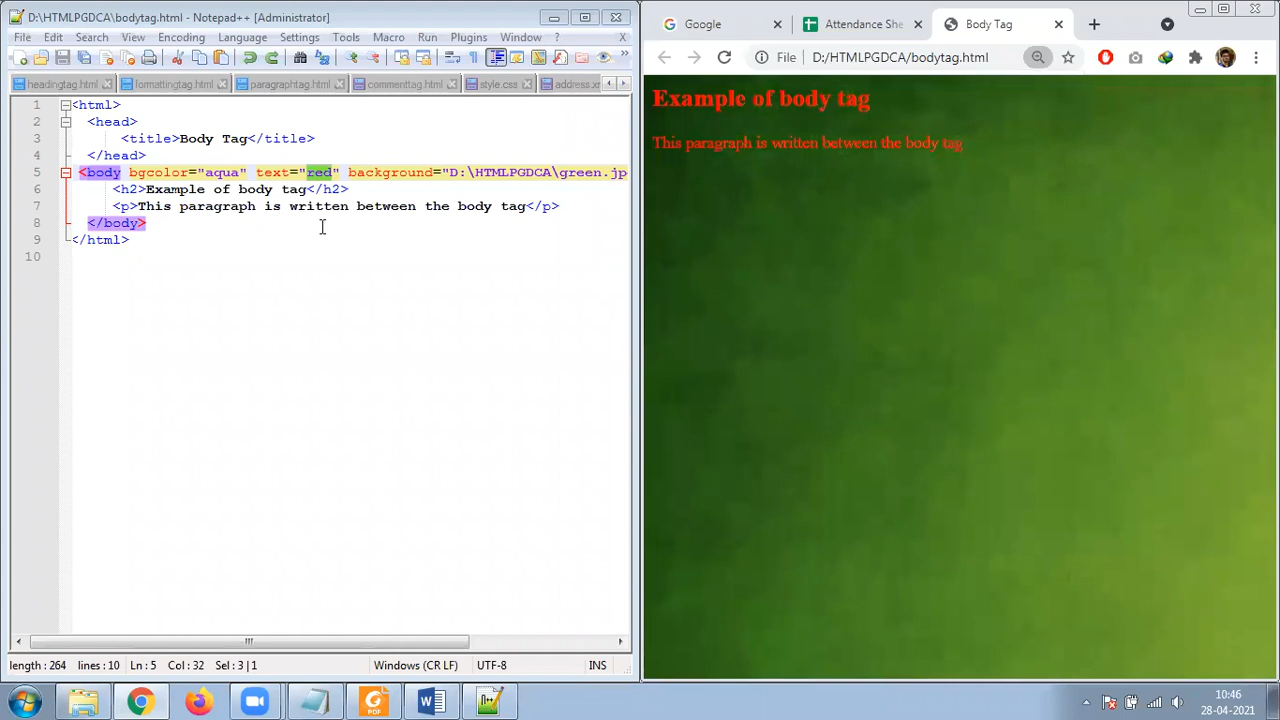 D:\HTMLPGDCA\bodytag.html - Notepad++ [Administrator]
File Edit Search View Encoding Language Settings Tools Macro Run Plugins Window ? X
headingtag.html formattingtag.html paragraphtag.html commenttag.html style.css address.xr
1 <html>
2 <head>
3 <title>Body Tag</title>
4 </head>
5 <body bgcolor="aqua" text="red" background="D:\HTMLPGDCA\green.jp
6 <h2>Example of body tag</h2>
7 <p>This paragraph is written between the body tag</p>
8 </body>
9 </html>
10
length : 264 lines : 10 Ln : 5 Col : 32 Sel : 3 | 1 Windows (CR LF) UTF-8 INS
Google Attendance She Body Tag
File D:/HTMLPGDCA/bodytag.html
Example of body tag
This paragraph is written between the body tag
PDF
10:46
28-04-2021